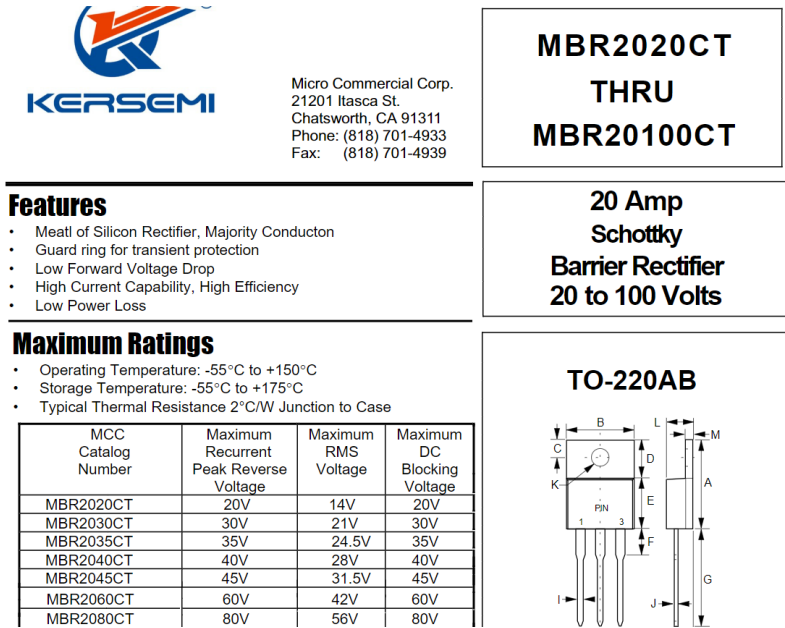 KERSEMI
Micro Commercial Corp.
21201 Itasca St.
Chatsworth, CA 91311
Phone: (818) 701-4933
Fax: (818) 701-4939
MBR2020CT
THRU
MBR20100CT
Features
• Meatl of Silicon Rectifier, Majority Conducton
• Guard ring for transient protection
• Low Forward Voltage Drop
• High Current Capability, High Efficiency
• Low Power Loss
20 Amp
Schottky
Barrier Rectifier
20 to 100 Volts
Maximum Ratings
• Operating Temperature: -55°C to +150°C
• Storage Temperature: -55°C to +175°C
• Typical Thermal Resistance 2°C/W Junction to Case
MCC Catalog Number Maximum Recurrent Peak Reverse Voltage Maximum RMS Voltage Maximum DC Blocking Voltage
MBR2020CT 20V 14V 20V
MBR2030CT 30V 21V 30V
MBR2035CT 35V 24.5V 35V
MBR2040CT 40V 28V 40V
MBR2045CT 45V 31.5V 45V
MBR2060CT 60V 42V 60V
MBR2080CT 80V 56V 80V
TO-220AB
B
L
M
C
D
K
A
E
PIN
1 3
F
G
I
J